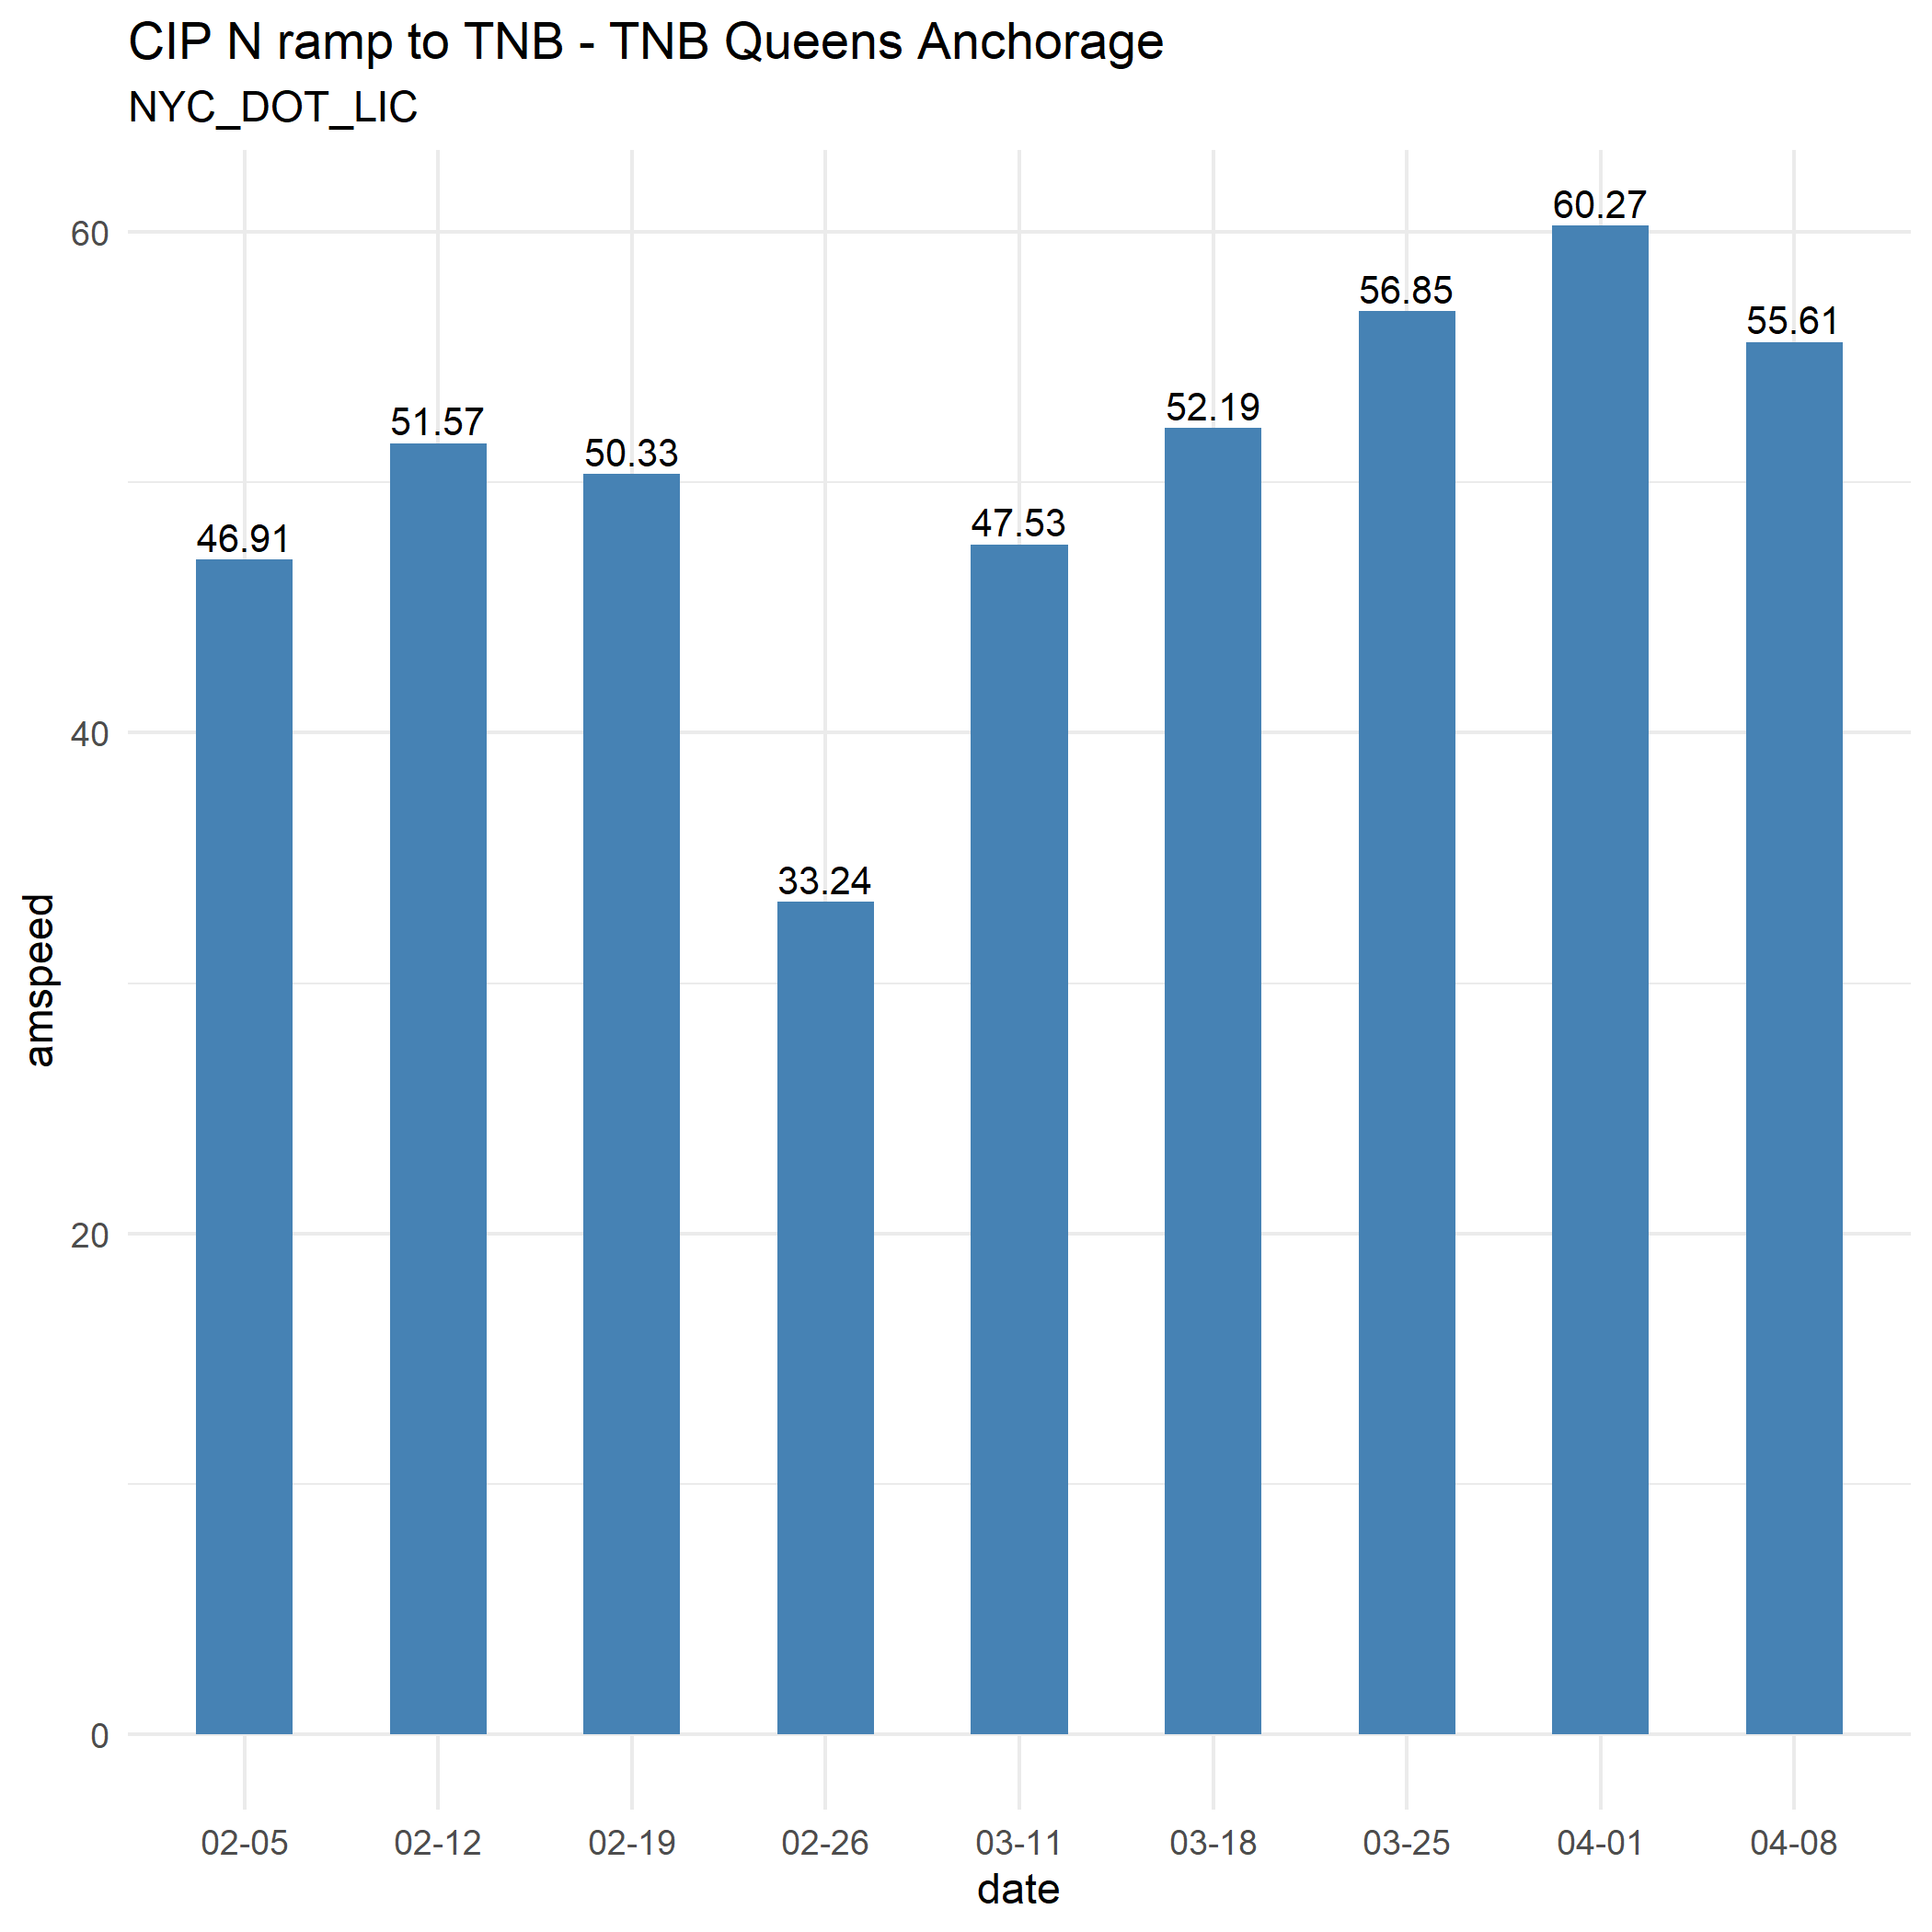 CIP N ramp to TNB - TNB Queens Anchorage
NYC_DOT_LIC
60.27
60
56.85
55.61
52.19
51.57
50.33
47.53
46.91
40
33.24
amspeed
20
0
02-05 02-12 02-19 02-26 03-11 03-18 03-25 04-01 04-08
date